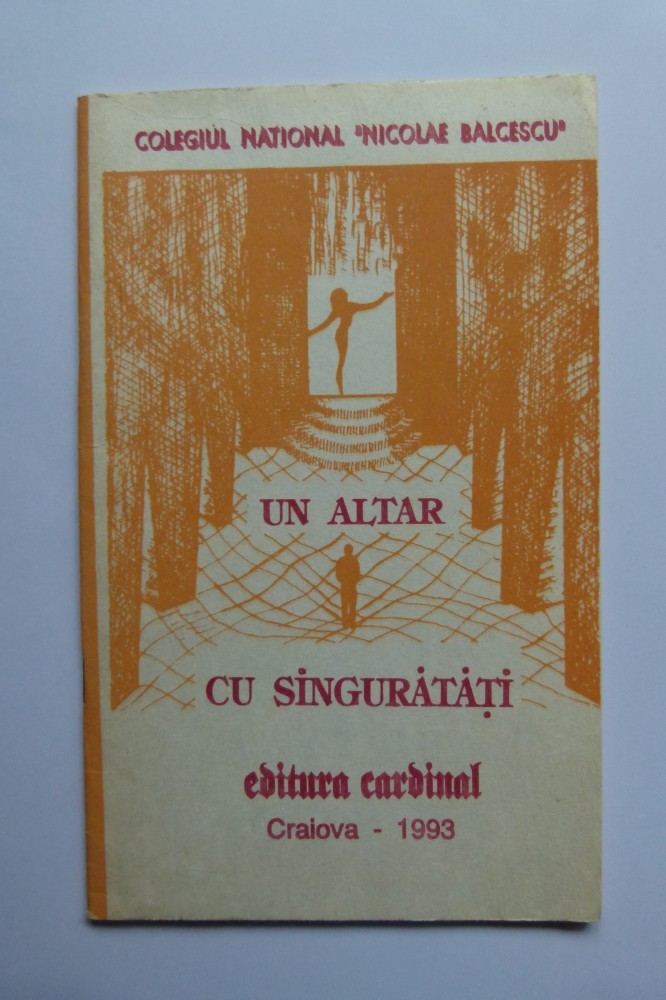 COLEGIUL NATIONAL "NICOLAE BALCESCU"
UN ALTAR
CU SINGURĂTĂȚI
editura cardinal
Craiova - 1993